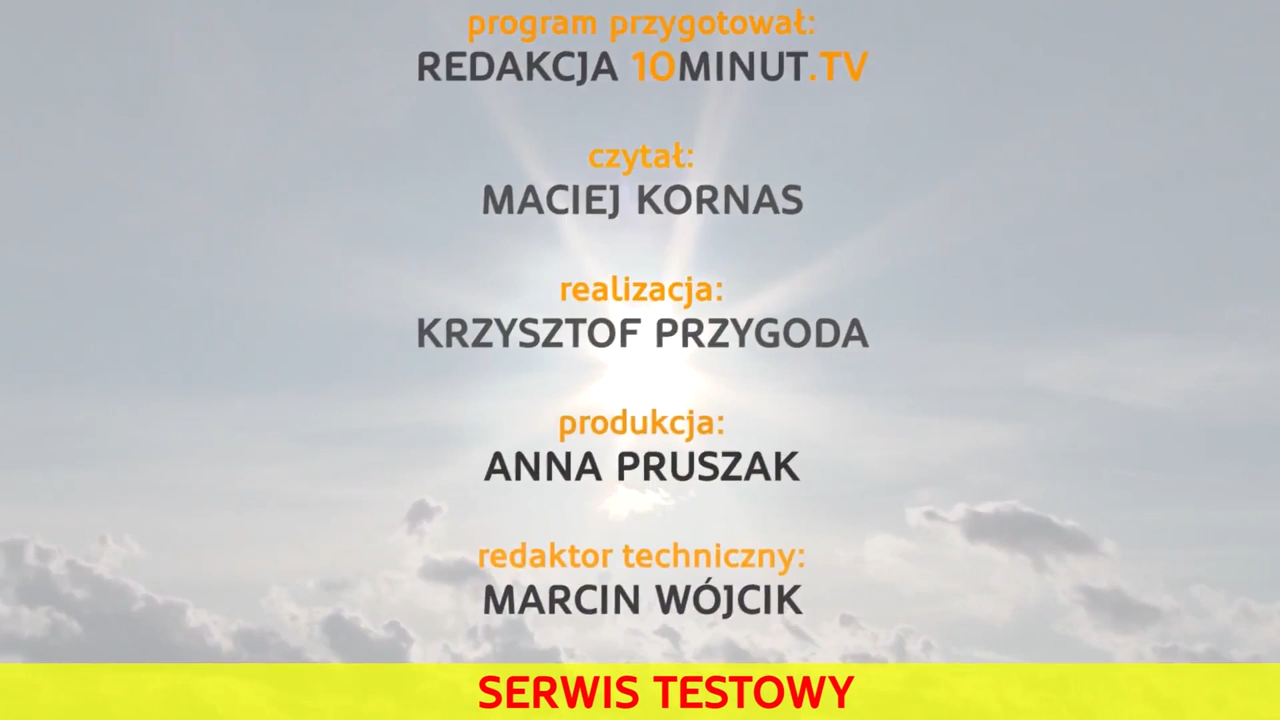 program przygotował:
REDAKCJA 10MINUT.TV
czytał:
MACIEJ KORNAS
realizacja:
KRZYSZTOF PRZYGODA
produkcja:
ANNA PRUSZAK
redaktor techniczny:
MARCIN WÓJCIK
SERWIS TESTOWY